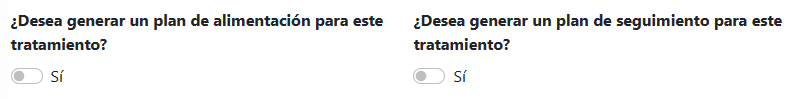 ¿Desea generar un plan de alimentación para este
tratamiento?
Sí
¿Desea generar un plan de seguimiento para este
tratamiento?
Sí